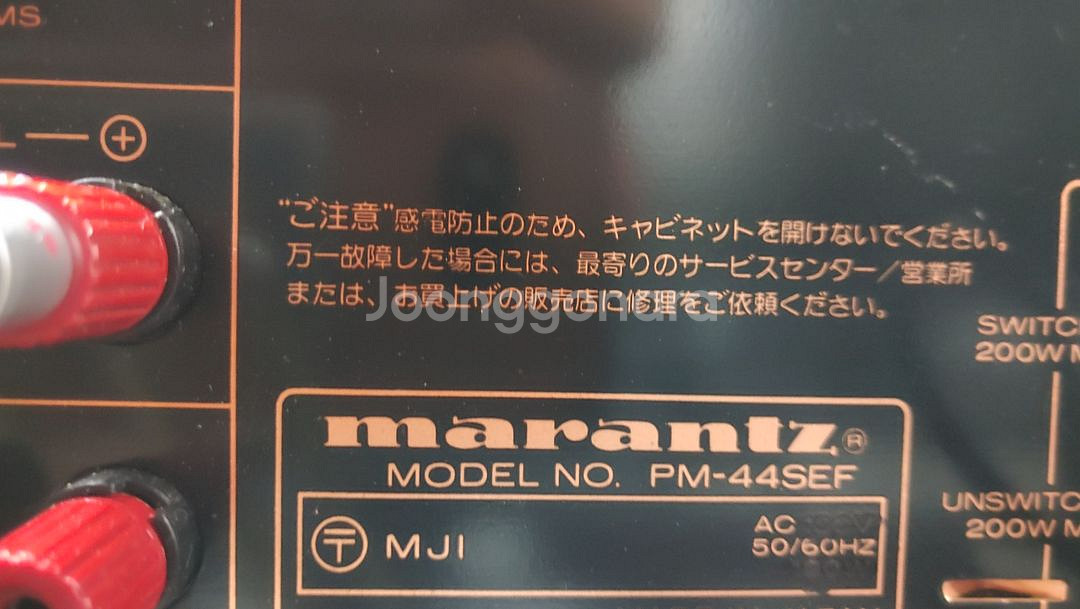 MS
"ご注意"感電防止のため、キャビネットを開けないでください。
万一故障した場合には、最寄りのサービスセンター/営業所
または、お買上げの販売店に修理をご依頼ください。
Joonggonara
SWITC
200W M
marantz®
MODEL NO. PM-44SEF
〒 MJI
AC
50/60HZ
UNSWITC
200W M